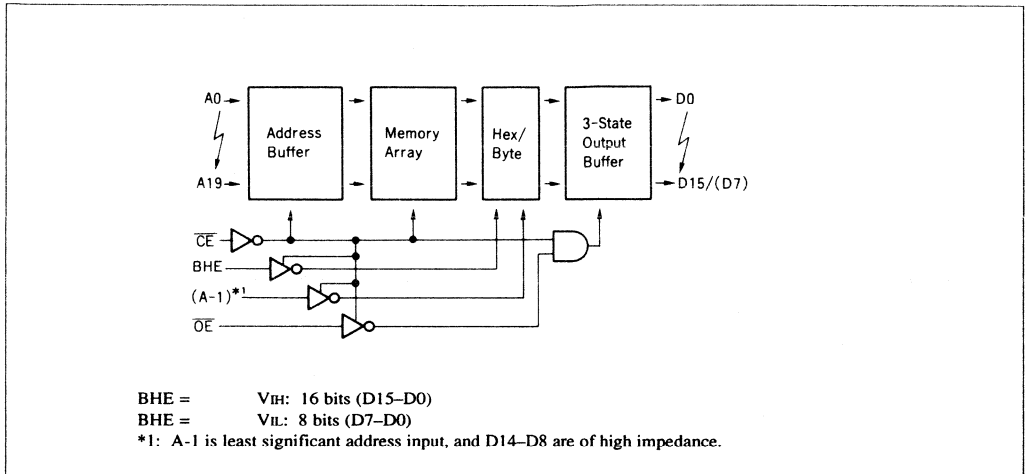 A0
Address
Buffer
Memory
Array
Hex/
Byte
3-State
Output
Buffer
D0
A19
D15/(D7)
CE
BHE
(A-1)*1
OE
BHE = VIH: 16 bits (D15–D0)
BHE = VIL: 8 bits (D7–D0)
*1: A-1 is least significant address input, and D14–D8 are of high impedance.